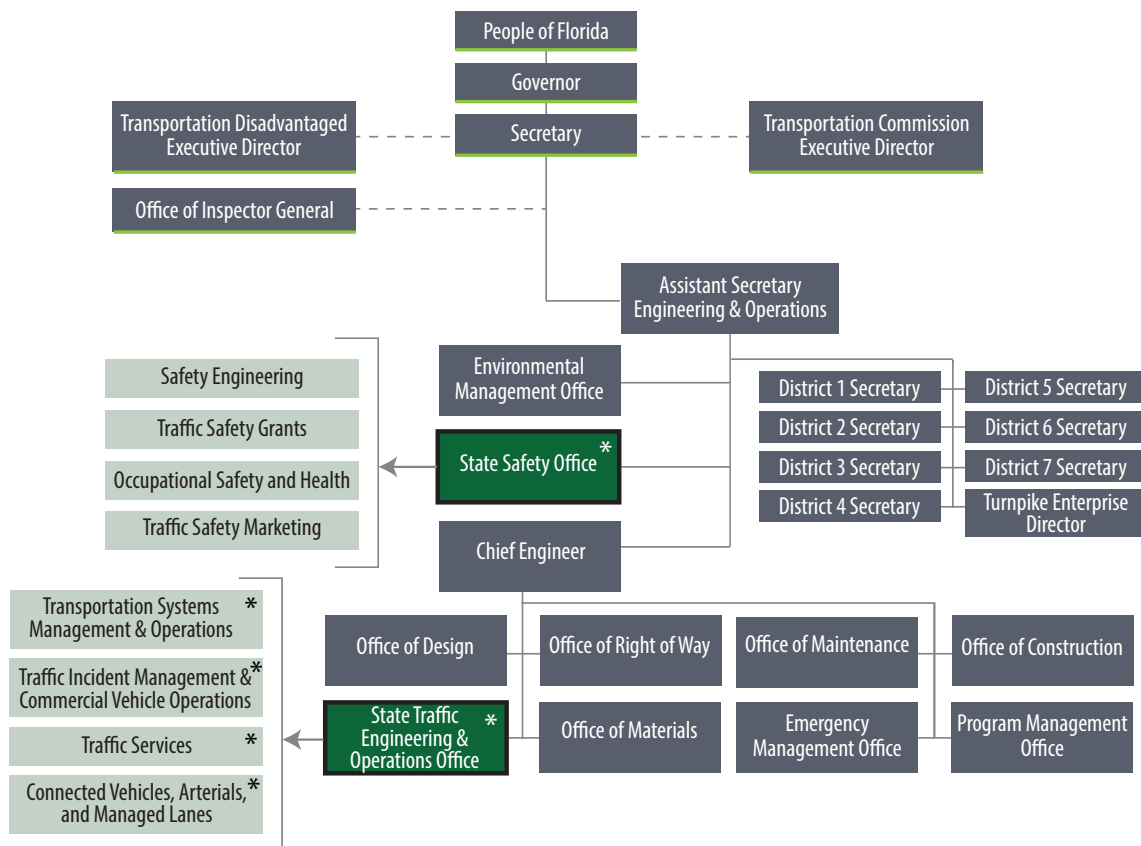 People of Florida
Governor
Transportation Disadvantaged
Executive Director
Secretary
Transportation Commission
Executive Director
Office of Inspector General
Assistant Secretary
Engineering & Operations
Environmental
Management Office
Safety Engineering
Traffic Safety Grants
Occupational Safety and Health
Traffic Safety Marketing
State Safety Office *
Chief Engineer
District 1 Secretary
District 2 Secretary
District 3 Secretary
District 4 Secretary
District 5 Secretary
District 6 Secretary
District 7 Secretary
Turnpike Enterprise
Director
Transportation Systems *
Management & Operations
Traffic Incident Management & *
Commercial Vehicle Operations
Traffic Services *
Connected Vehicles, Arterials, *
and Managed Lanes
Office of Design
Office of Right of Way
Office of Maintenance
Office of Construction
State Traffic *
Engineering &
Operations Office
Office of Materials
Emergency
Management Office
Program Management
Office